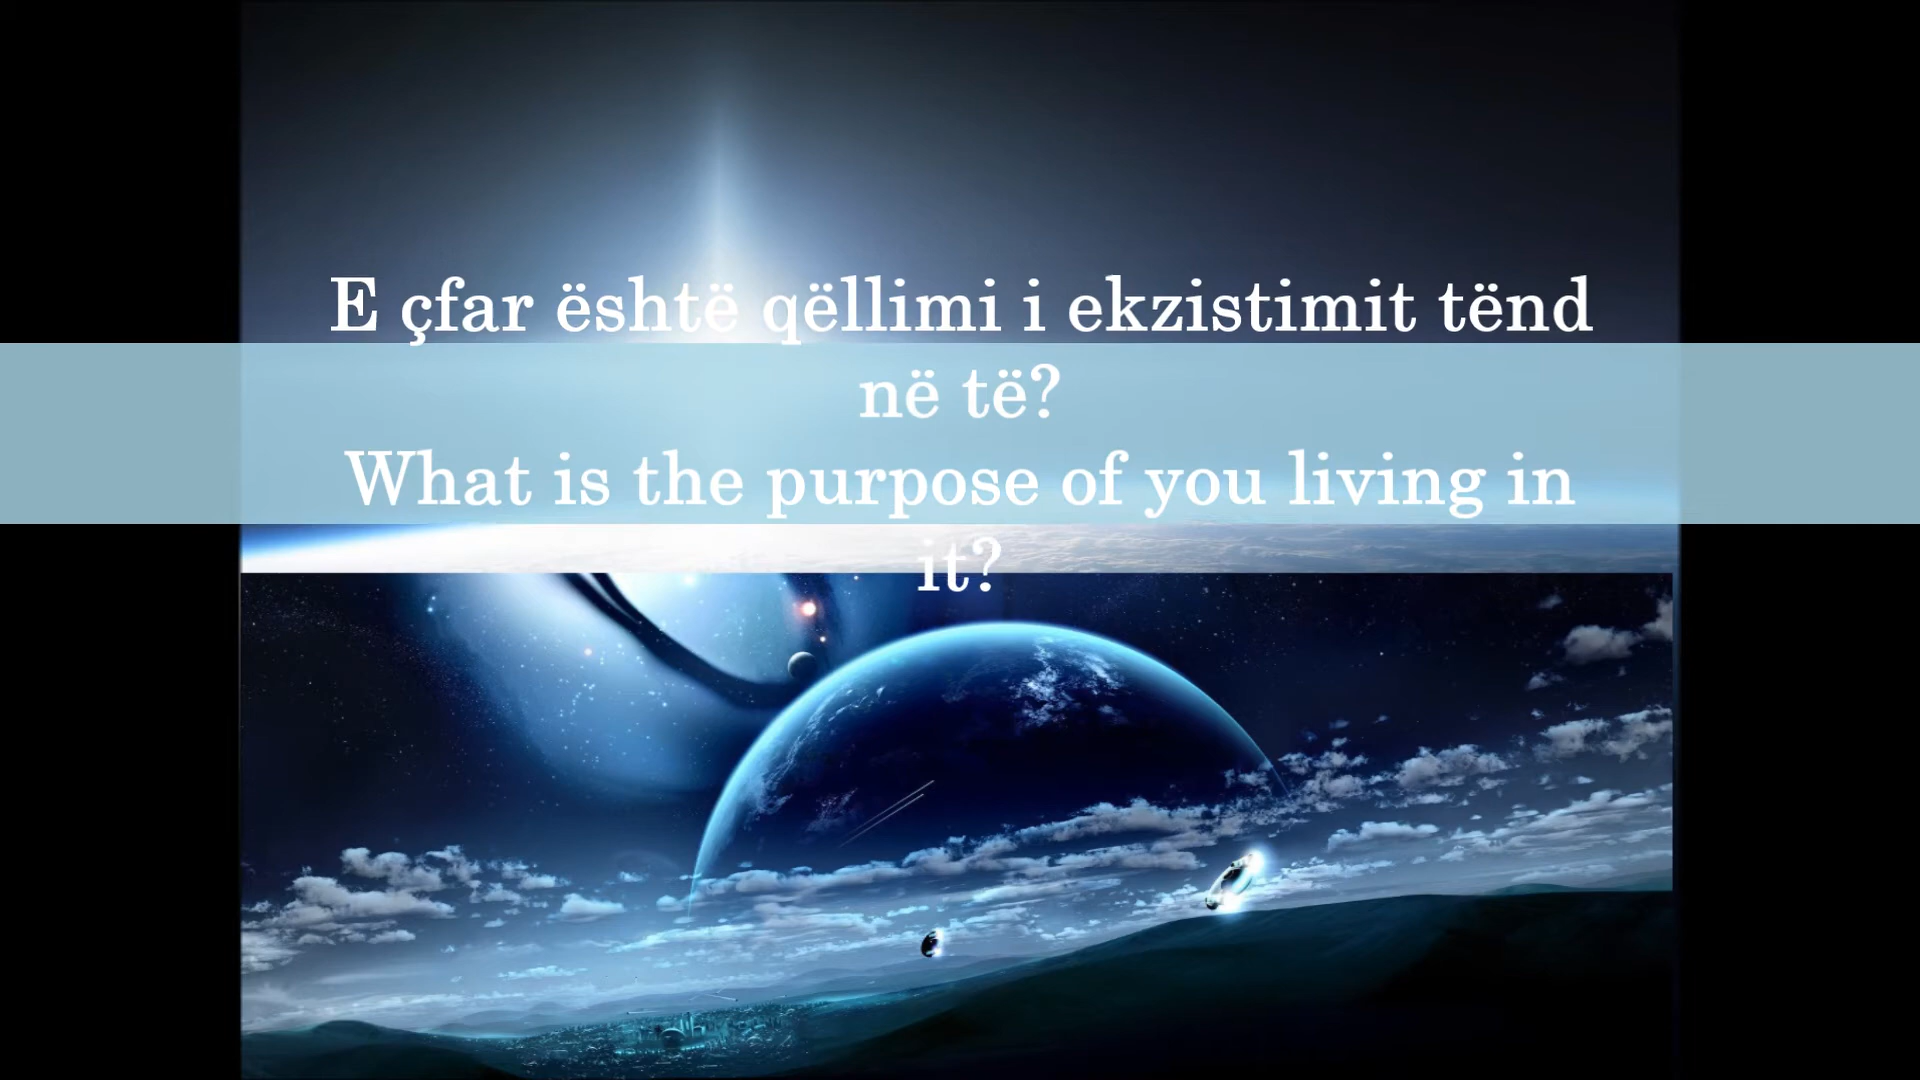 E çfar është qëllimi i ekzistimit tënd
në të?
What is the purpose of you living in
it?